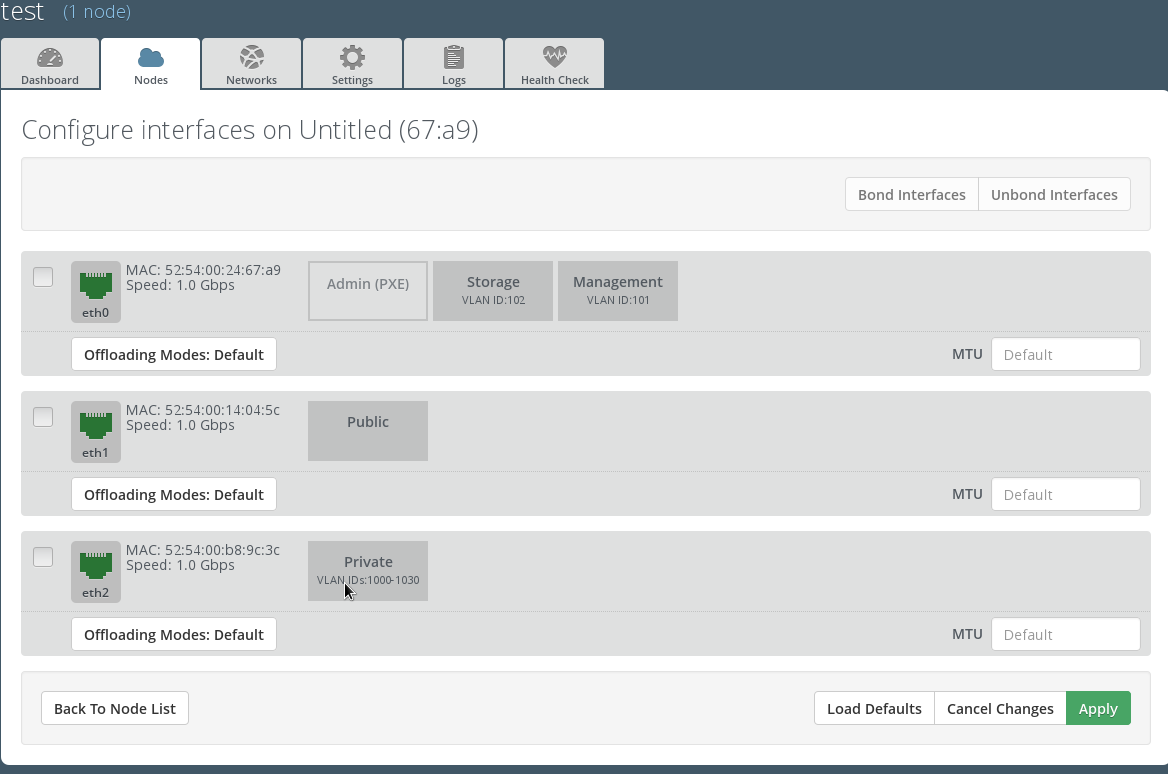 test (1 node)
Dashboard Nodes Networks Settings Logs Health Check
Configure interfaces on Untitled (67:a9)
Bond Interfaces Unbond Interfaces
MAC: 52:54:00:24:67:a9
Speed: 1.0 Gbps
eth0
Admin (PXE)
Storage
VLAN ID:102
Management
VLAN ID:101
Offloading Modes: Default MTU Default
MAC: 52:54:00:14:04:5c
Speed: 1.0 Gbps
eth1
Public
Offloading Modes: Default MTU Default
MAC: 52:54:00:b8:9c:3c
Speed: 1.0 Gbps
eth2
Private
VLAN IDs:1000-1030
Offloading Modes: Default MTU Default
Back To Node List Load Defaults Cancel Changes Apply